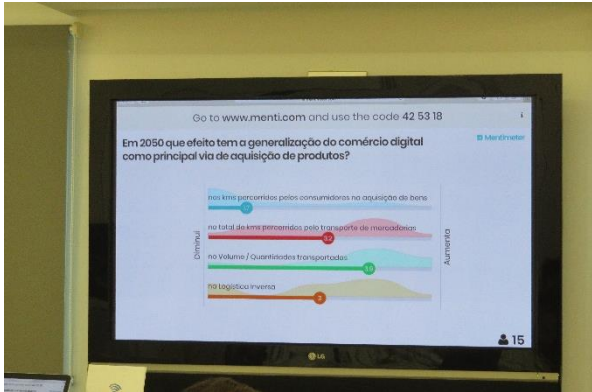 Go to www.menti.com and use the code 42 53 18
Mentimeter
Em 2050 que efeito tem a generalização do comércio digital
como principal via de aquisição de produtos?
nos kms percorridos pelos consumidores na aquisição de bens
no total de kms percorridos pelo transporte de mercadorias
no Volume / Quantidades transportadas
na Logística Inversa
Diminui
Aumenta
15
LG